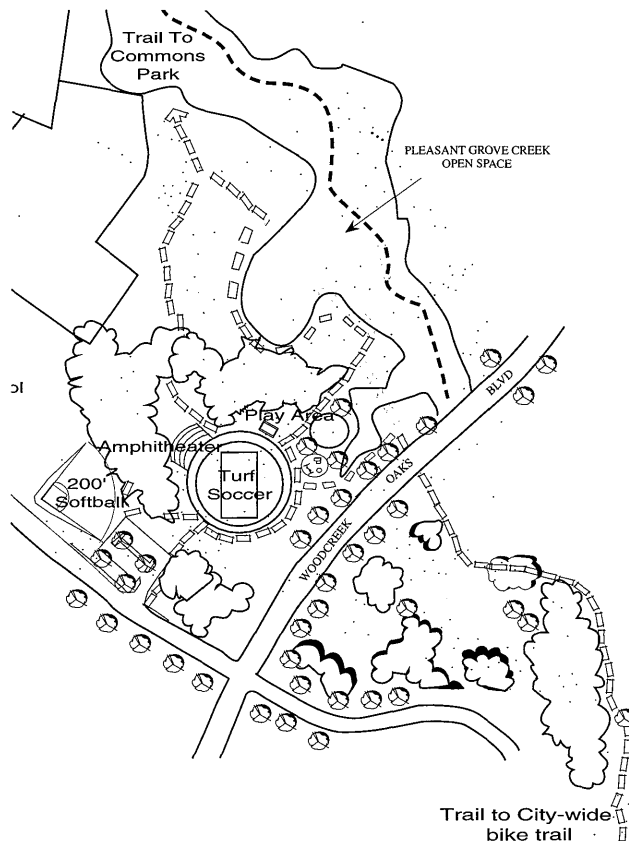 Trail To
Commons
Park
PLEASANT GROVE CREEK
OPEN SPACE
BLVD
ol
Play Area
Amphitheater
Turf
Soccer
200'
Softball
OAKS
WOODCREEK
Trail to City-wide
bike trail